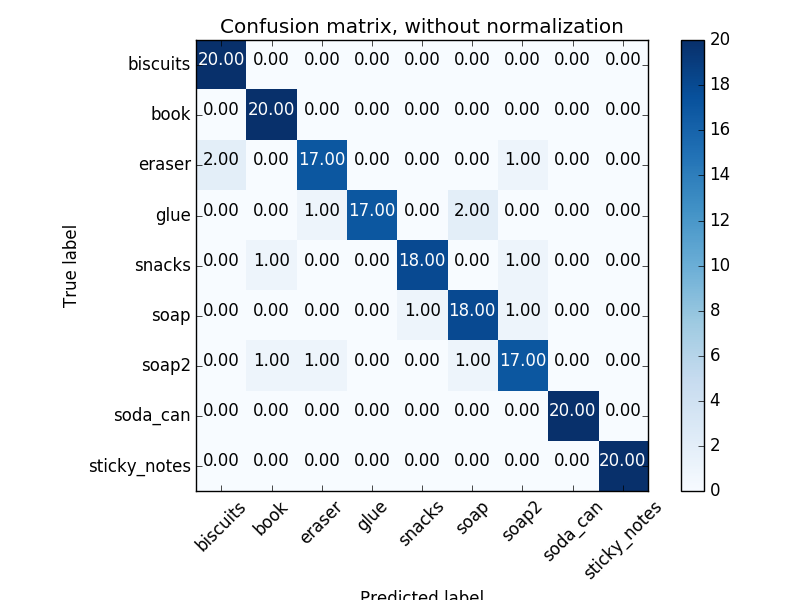 Confusion matrix, without normalization
biscuits 20.00 0.00 0.00 0.00 0.00 0.00 0.00 0.00 0.00
book 0.00 20.00 0.00 0.00 0.00 0.00 0.00 0.00 0.00
eraser 2.00 0.00 17.00 0.00 0.00 0.00 1.00 0.00 0.00
glue 0.00 0.00 1.00 17.00 0.00 2.00 0.00 0.00 0.00
snacks 0.00 1.00 0.00 0.00 18.00 0.00 1.00 0.00 0.00
soap 0.00 0.00 0.00 0.00 1.00 18.00 1.00 0.00 0.00
soap2 0.00 1.00 1.00 0.00 0.00 1.00 17.00 0.00 0.00
soda_can 0.00 0.00 0.00 0.00 0.00 0.00 0.00 20.00 0.00
sticky_notes 0.00 0.00 0.00 0.00 0.00 0.00 0.00 0.00 20.00
True label
biscuits book eraser glue snacks soap soap2 soda_can sticky_notes
Predicted label
20
18
16
14
12
10
8
6
4
2
0